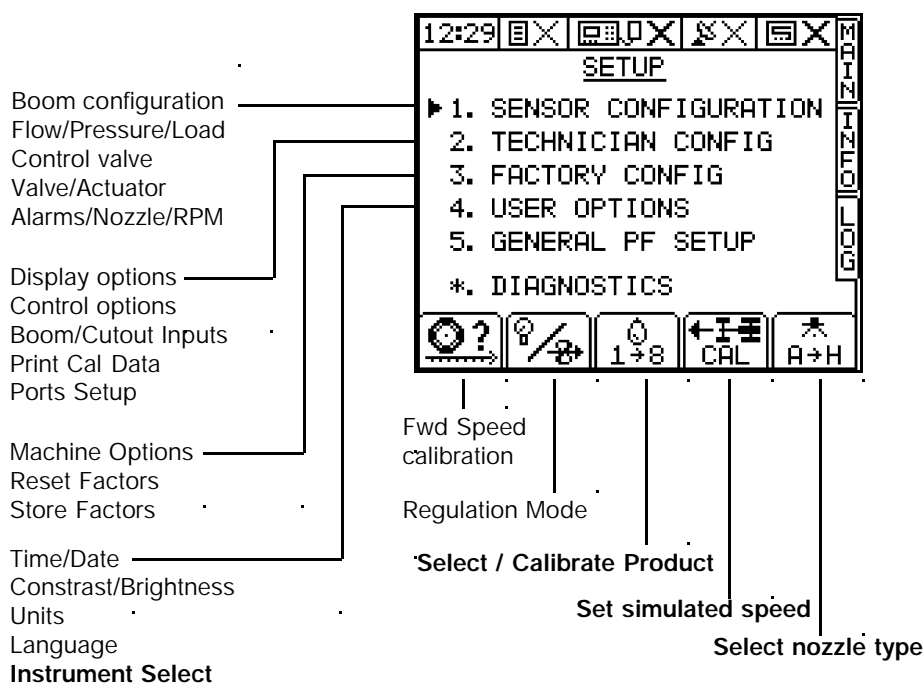 12:29
SETUP
1. SENSOR CONFIGURATION
2. TECHNICIAN CONFIG
3. FACTORY CONFIG
4. USER OPTIONS
5. GENERAL PF SETUP
*. DIAGNOSTICS
MAIN
INFO
LOG
?
1→8
CAL
A→H
Boom configuration
Flow/Pressure/Load
Control valve
Valve/Actuator
Alarms/Nozzle/RPM
Display options
Control options
Boom/Cutout Inputs
Print Cal Data
Ports Setup
Machine Options
Reset Factors
Store Factors
Time/Date
Constrast/Brightness
Units
Language
Instrument Select
Fwd Speed
calibration
Regulation Mode
Select / Calibrate Product
Set simulated speed
Select nozzle type